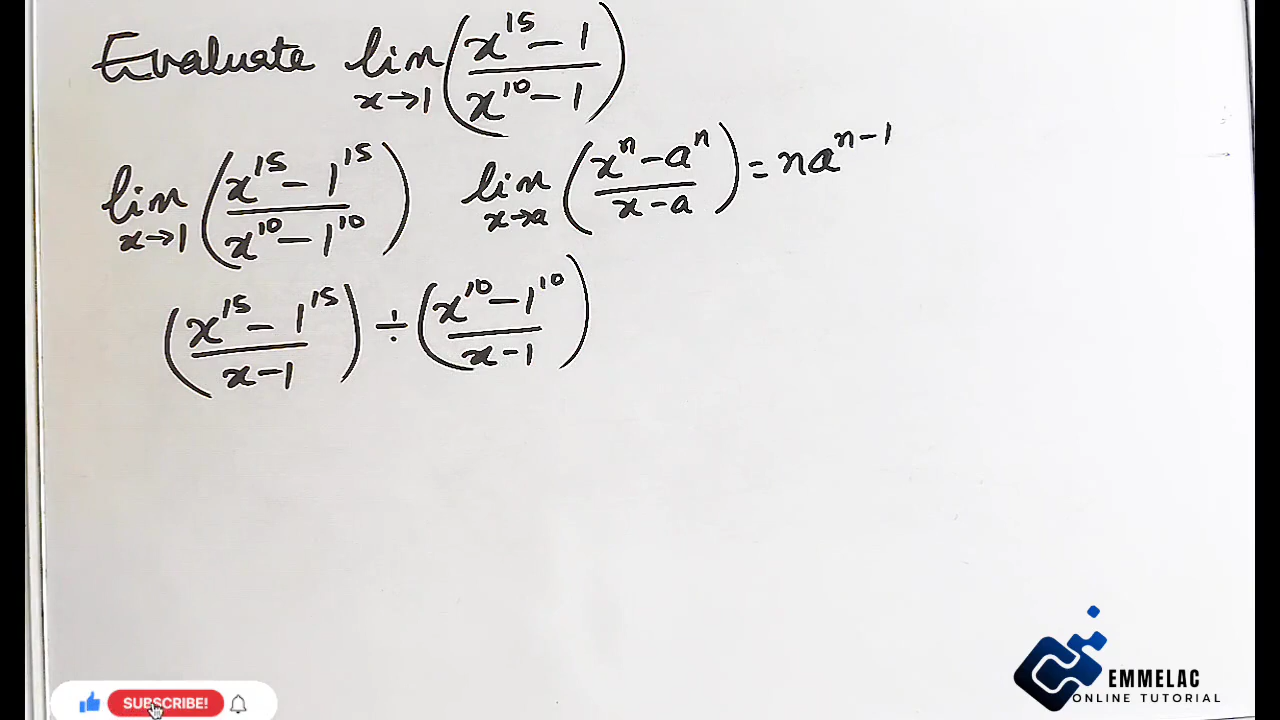 Evaluate lim x→1 (x^15 − 1 / x^10 − 1)
lim x→1 (x^15 − 1^15 / x^10 − 1^10) lim x→a (x^n − a^n / x − a) = na^n−1
(x^15 − 1^15 / x − 1) ÷ (x^10 − 1^10 / x − 1)
EMMELAC
ONLINE TUTORIAL
SUBSCRIBE!